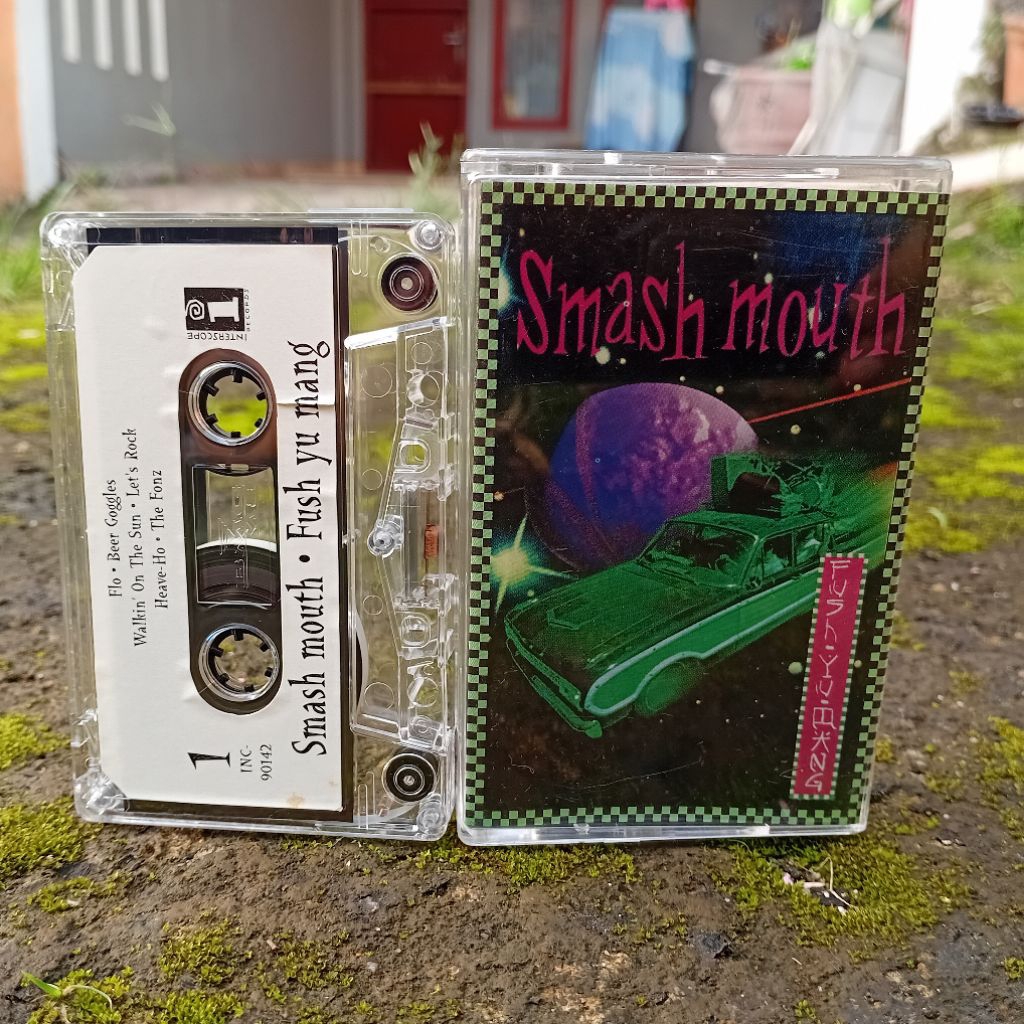 INTERSCOPE
RECORDS
Flo • Beer Goggles
Walkin' On The Sun • Let's Rock
Heave-Ho • The Fonz
Smash mouth • Fush yu mang
1
INC-
90142
Smash mouth
FUSH-YU-MANG